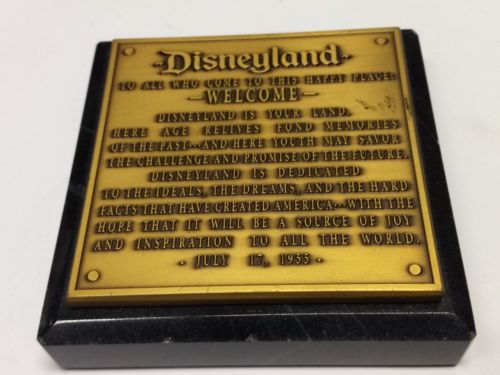 Disneyland
TO ALL WHO COME TO THIS HAPPY PLACE:
—WELCOME—
DISNEYLAND IS YOUR LAND.
HERE AGE RELIVES FOND MEMORIES
OF THE PAST...AND HERE YOUTH MAY SAVOR
THE CHALLENGE AND PROMISE OF THE FUTURE.
DISNEYLAND IS DEDICATED
TO THE IDEALS, THE DREAMS, AND THE HARD
FACTS THAT HAVE CREATED AMERICA...WITH THE
HOPE THAT IT WILL BE A SOURCE OF JOY
AND INSPIRATION TO ALL THE WORLD.
· JULY 17, 1955 ·